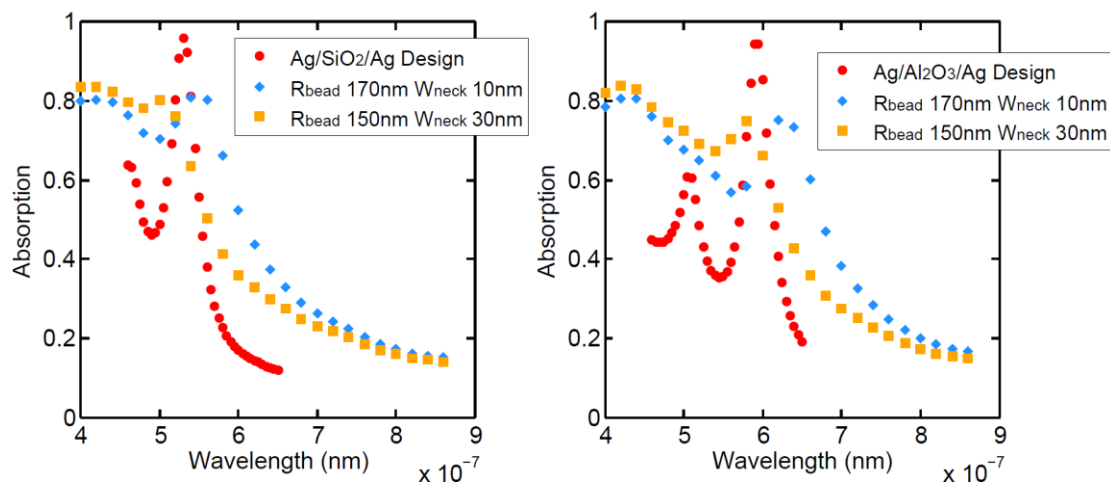 1
0.8
0.6
0.4
0.2
0
Absorption
4 5 6 7 8 9
Wavelength (nm)
x 10⁻⁷
Ag/SiO₂/Ag Design
Rbead 170nm Wneck 10nm
Rbead 150nm Wneck 30nm
1
0.8
0.6
0.4
0.2
0
Absorption
4 5 6 7 8 9
Wavelength (nm)
x 10⁻⁷
Ag/Al₂O₃/Ag Design
Rbead 170nm Wneck 10nm
Rbead 150nm Wneck 30nm